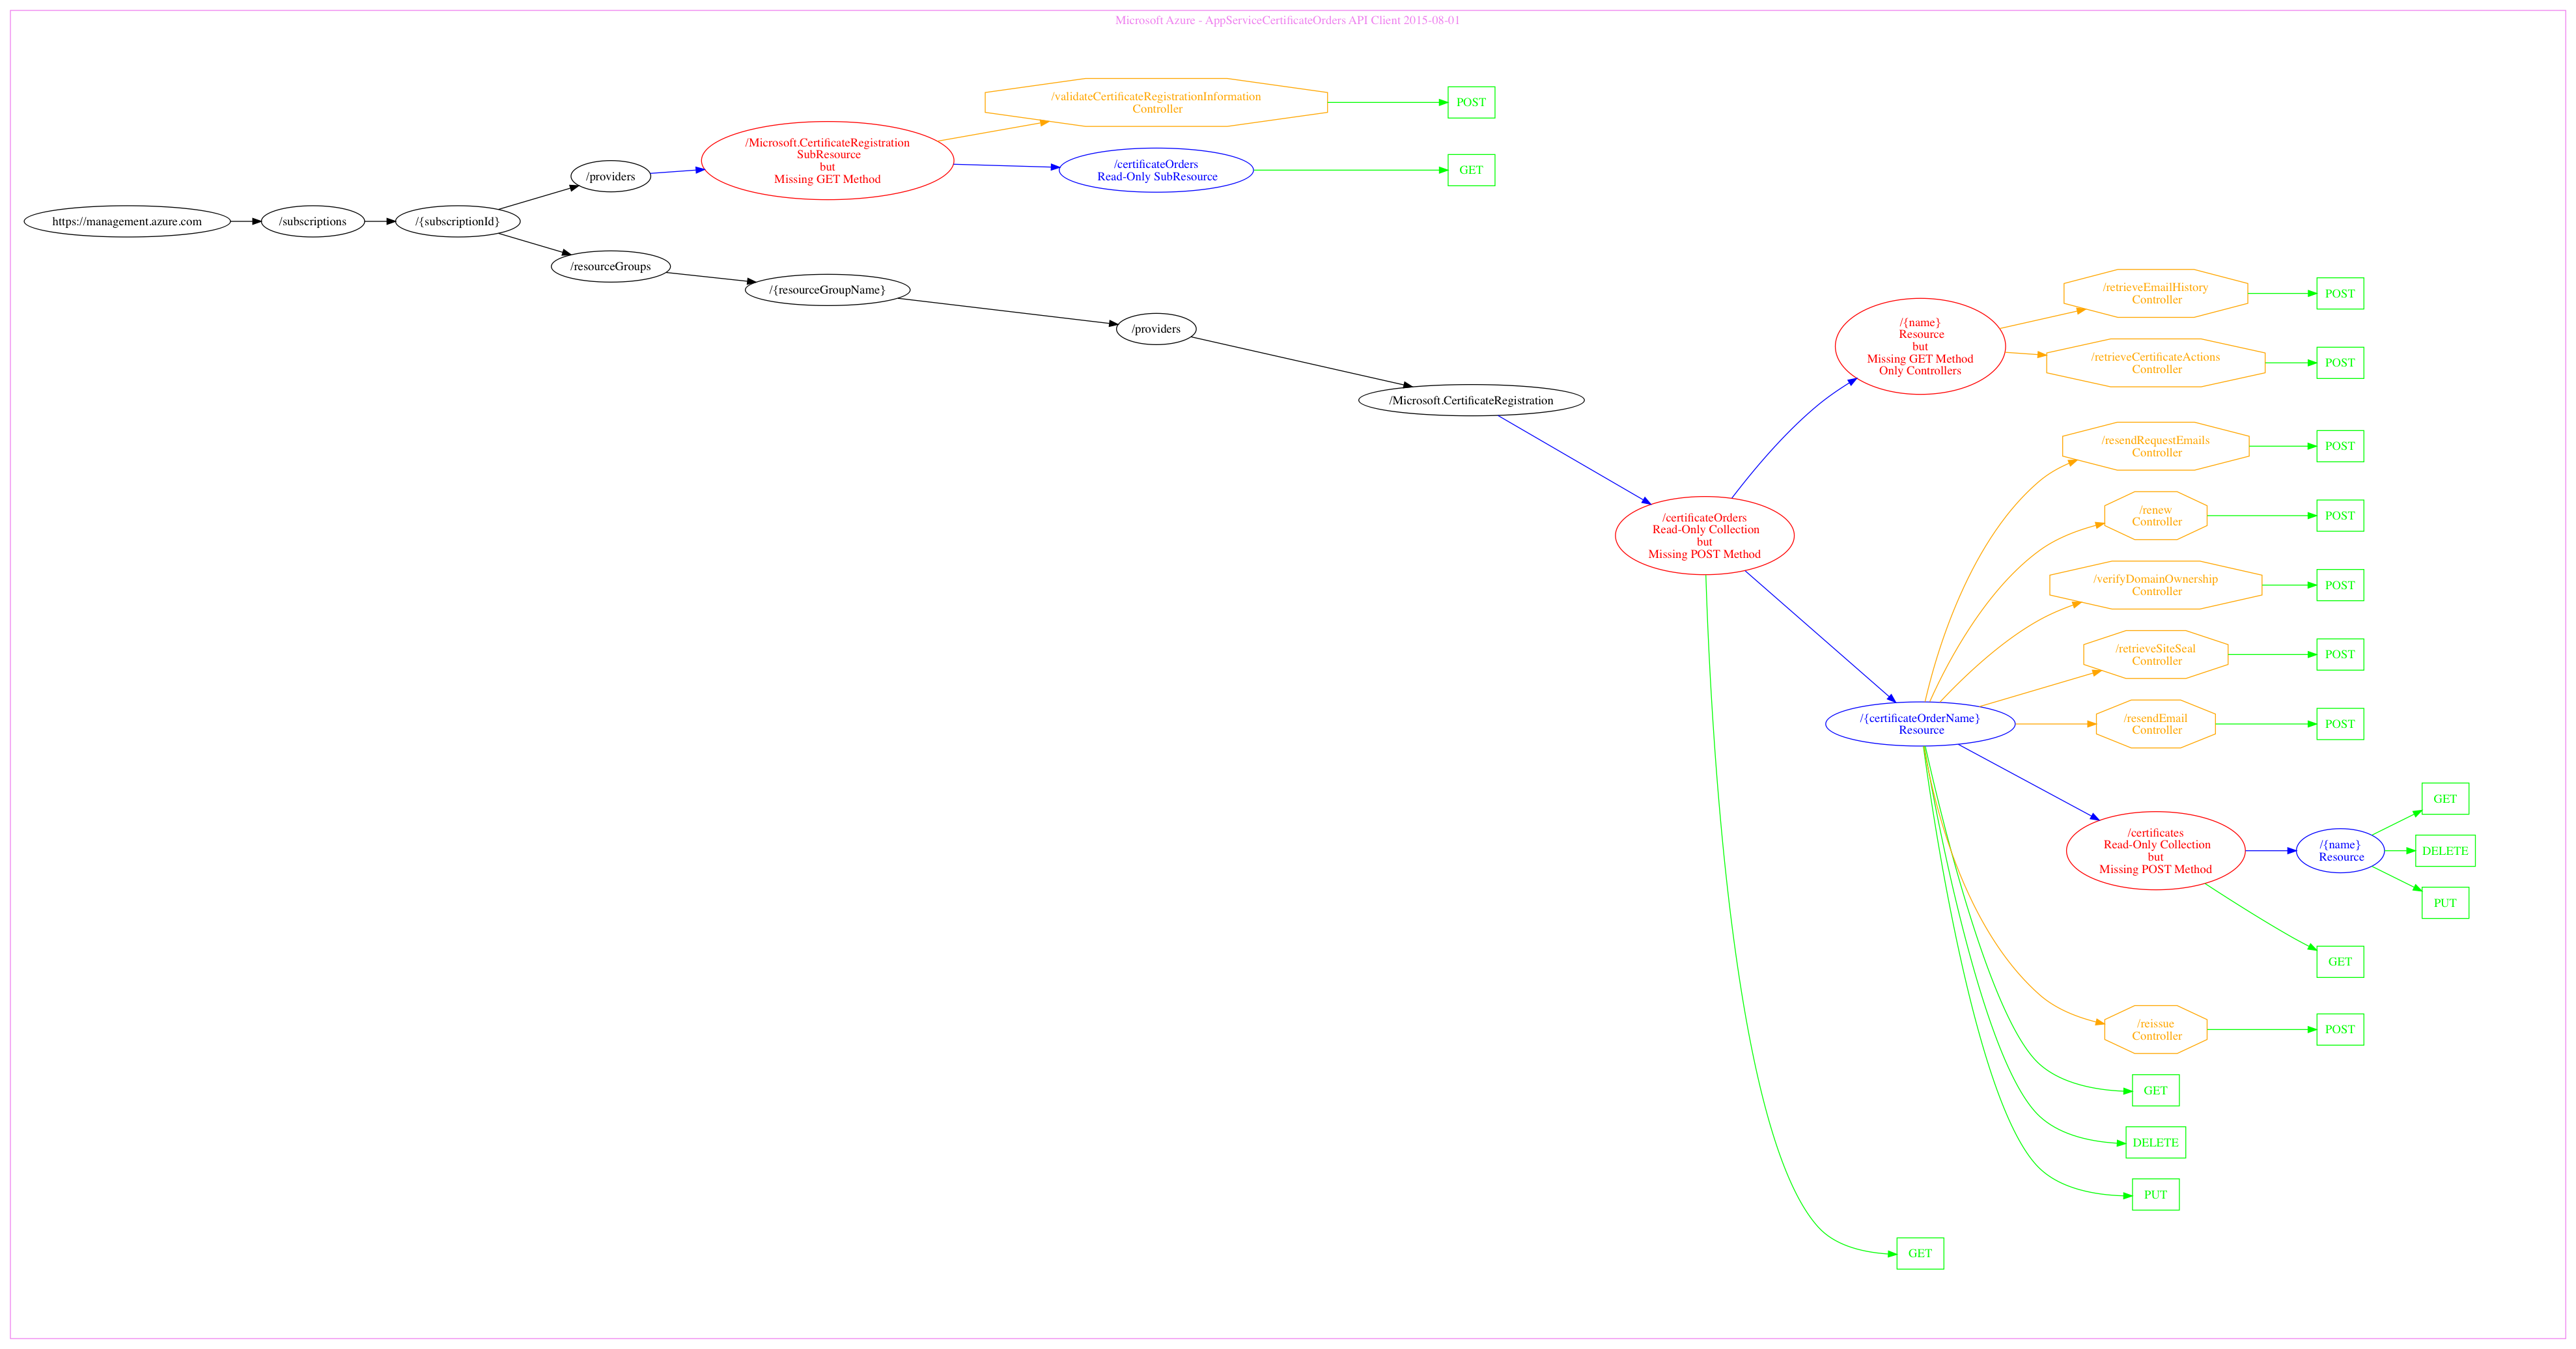 Microsoft Azure - AppServiceCertificateOrders API Client 2015-08-01
/validateCertificateRegistrationInformation
Controller
POST
/Microsoft.CertificateRegistration
SubResource
but
Missing GET Method
/certificateOrders
Read-Only SubResource
GET
/providers
https://management.azure.com
/subscriptions
/{subscriptionId}
/resourceGroups
/{resourceGroupName}
/providers
/Microsoft.CertificateRegistration
/retrieveEmailHistory
Controller
POST
/{name}
Resource
but
Missing GET Method
Only Controllers
/retrieveCertificateActions
Controller
POST
/resendRequestEmails
Controller
POST
/renew
Controller
POST
/certificateOrders
Read-Only Collection
but
Missing POST Method
/verifyDomainOwnership
Controller
POST
/retrieveSiteSeal
Controller
POST
/{certificateOrderName}
Resource
/resendEmail
Controller
POST
GET
/certificates
Read-Only Collection
but
Missing POST Method
/{name}
Resource
DELETE
PUT
GET
/reissue
Controller
POST
GET
DELETE
PUT
GET